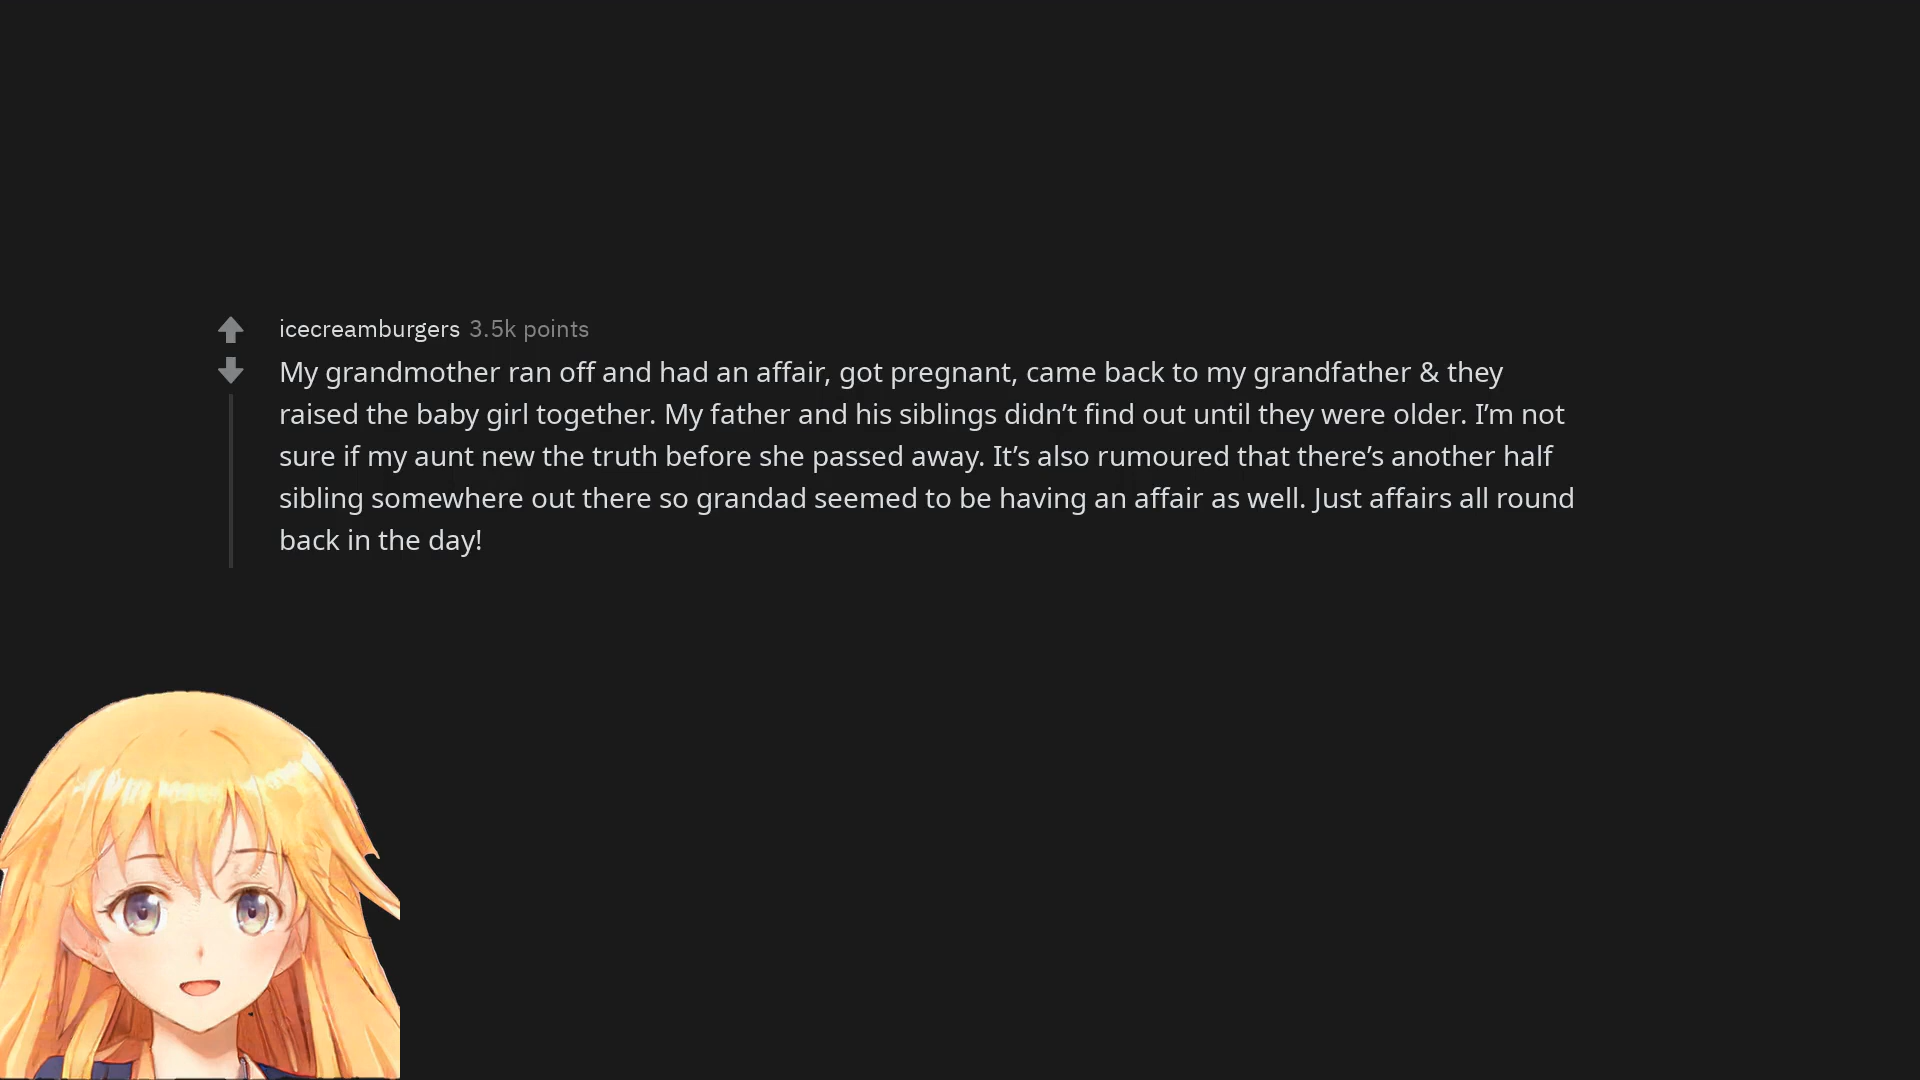 icecreamburgers 3.5k points
My grandmother ran off and had an affair, got pregnant, came back to my grandfather & they
raised the baby girl together. My father and his siblings didn’t find out until they were older. I’m not
sure if my aunt new the truth before she passed away. It’s also rumoured that there’s another half
sibling somewhere out there so grandad seemed to be having an affair as well. Just affairs all round
back in the day!